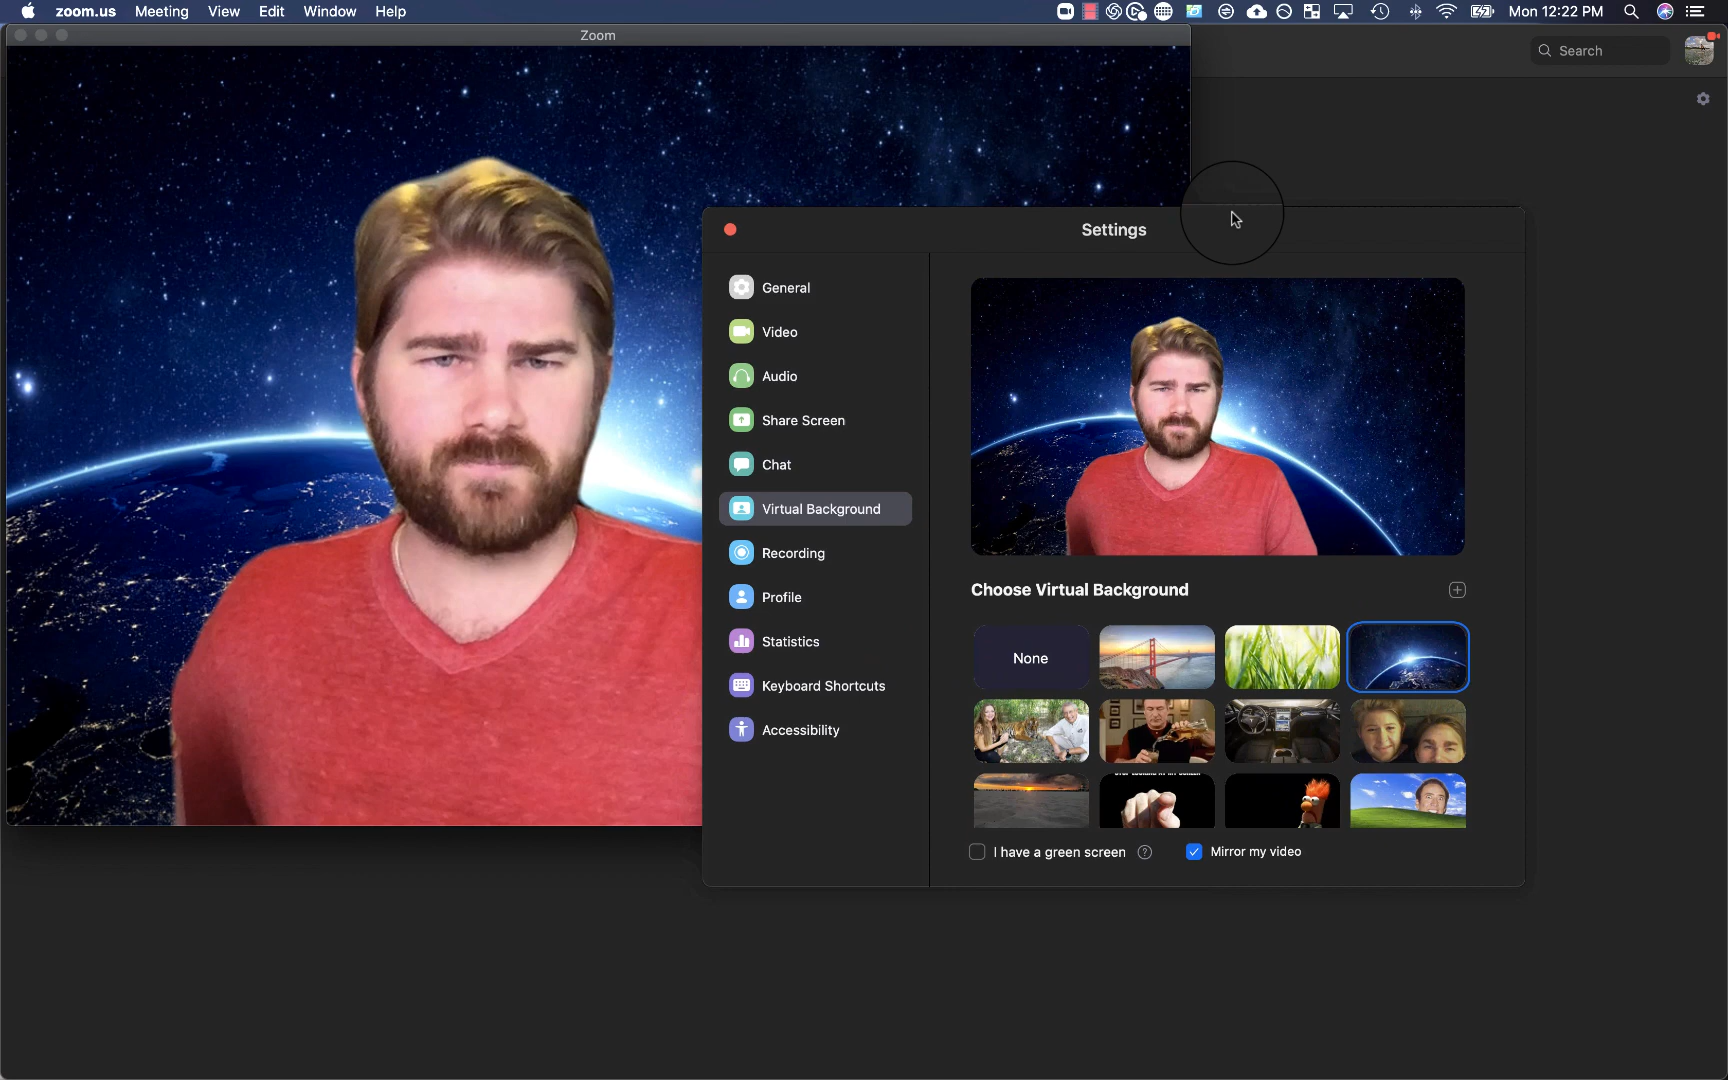 zoom.us Meeting View Edit Window Help Mon 12:22 PM
Zoom
Search
Settings
General
Video
Audio
Share Screen
Chat
Virtual Background
Recording
Profile
Statistics
Keyboard Shortcuts
Accessibility
Choose Virtual Background
None
I have a green screen
Mirror my video